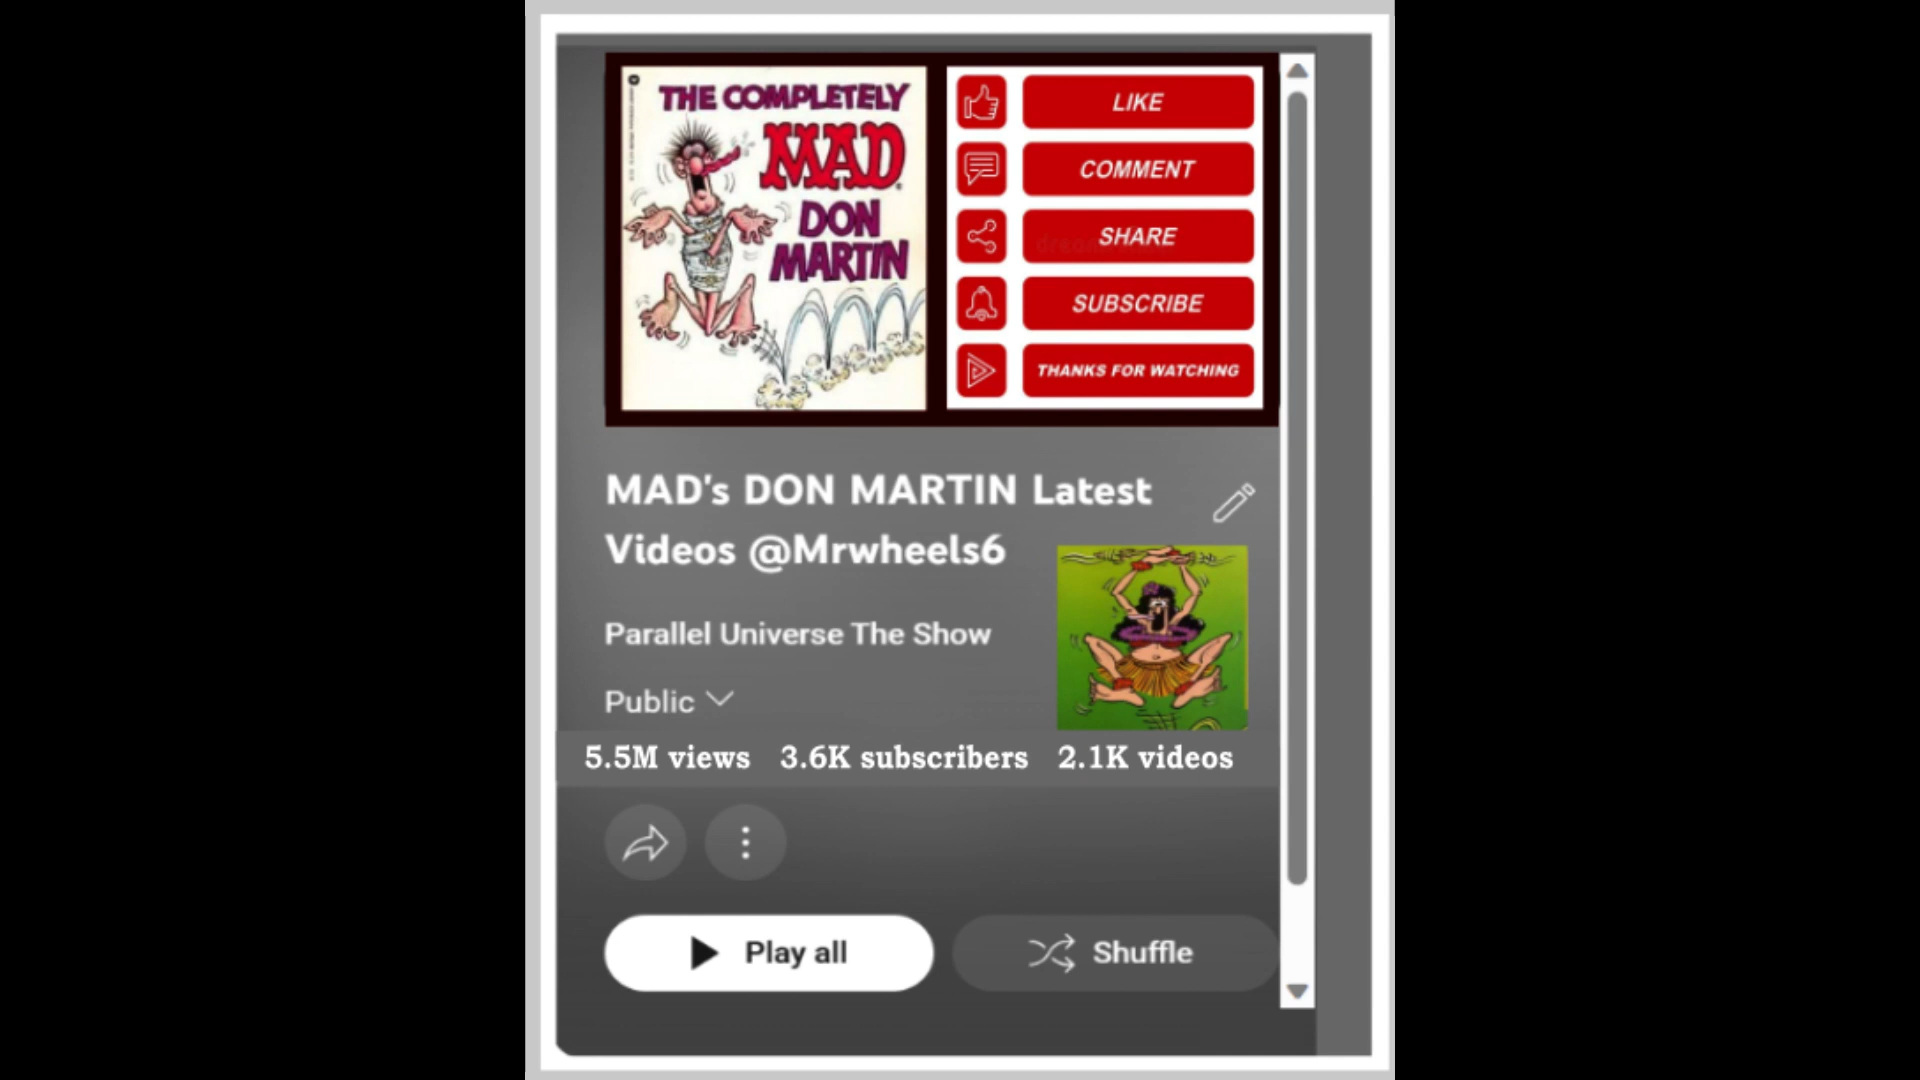 THE COMPLETELY
MAD
DON
MARTIN
LIKE
COMMENT
SHARE
SUBSCRIBE
THANKS FOR WATCHING
MAD's DON MARTIN Latest
Videos @Mrwheels6
Parallel Universe The Show
Public
5.5M views 3.6K subscribers 2.1K videos
Play all
Shuffle